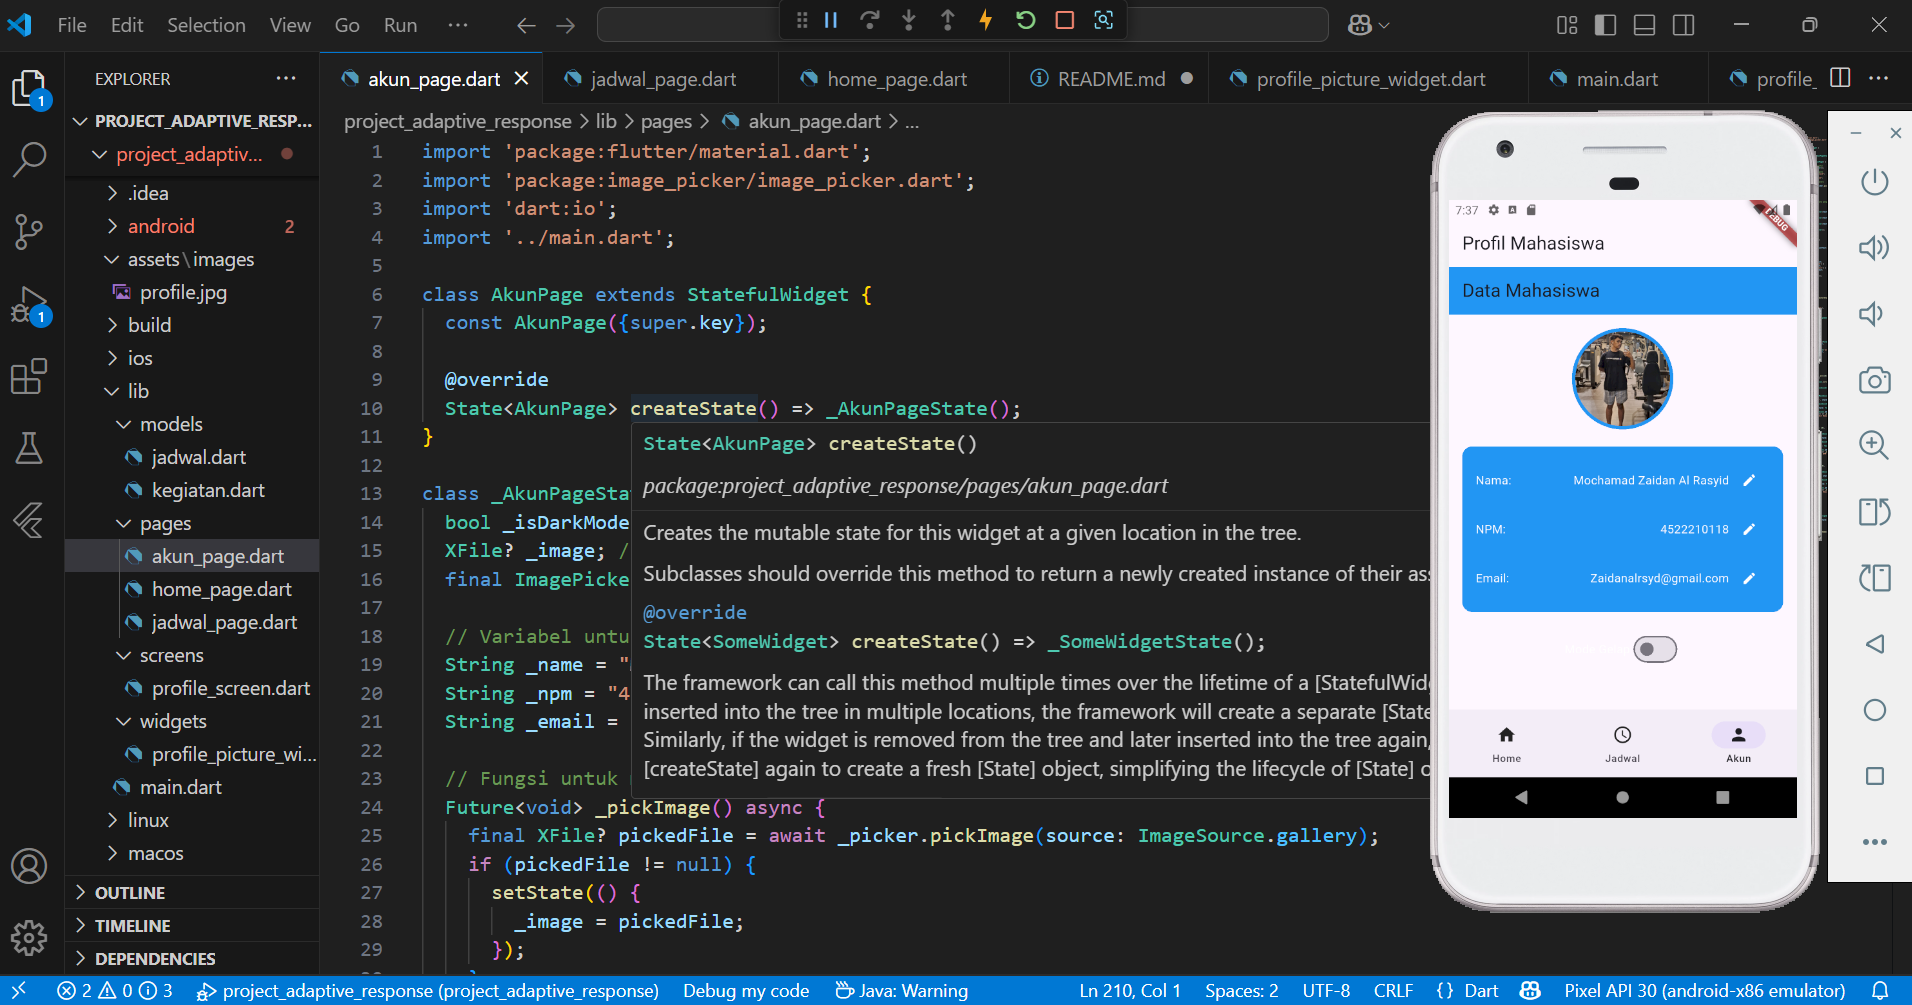 File Edit Selection View Go Run ···
EXPLORER ···
PROJECT_ADAPTIVE_RESP...
project_adaptiv...
.idea
android 2
assets\images
profile.jpg
build
ios
lib
models
jadwal.dart
kegiatan.dart
pages
akun_page.dart
home_page.dart
jadwal_page.dart
screens
profile_screen.dart
widgets
profile_picture_wi...
main.dart
linux
macos
OUTLINE
TIMELINE
DEPENDENCIES
1
1
akun_page.dart jadwal_page.dart home_page.dart README.md profile_picture_widget.dart main.dart profile_ ···
project_adaptive_response > lib > pages > akun_page.dart > ...
1 import 'package:flutter/material.dart';
2 import 'package:image_picker/image_picker.dart';
3 import 'dart:io';
4 import '../main.dart';
5
6 class AkunPage extends StatefulWidget {
7 const AkunPage({super.key});
8
9 @override
10 State<AkunPage> createState() => _AkunPageState();
11 }
12
13 class _AkunPageSta
14 bool _isDarkMode
15 XFile? _image; /
16 final ImagePicke
17
18 // Variabel untu
19 String _name = "
20 String _npm = "4
21 String _email =
22
23 // Fungsi untuk
24 Future<void> _pickImage() async {
25 final XFile? pickedFile = await _picker.pickImage(source: ImageSource.gallery);
26 if (pickedFile != null) {
27 setState(() {
28 _image = pickedFile;
29 });
State<AkunPage> createState()
package:project_adaptive_response/pages/akun_page.dart
Creates the mutable state for this widget at a given location in the tree.
Subclasses should override this method to return a newly created instance of their ass
@override
State<SomeWidget> createState() => _SomeWidgetState();
The framework can call this method multiple times over the lifetime of a [StatefulWid
inserted into the tree in multiple locations, the framework will create a separate [State
Similarly, if the widget is removed from the tree and later inserted into the tree again,
[createState] again to create a fresh [State] object, simplifying the lifecycle of [State] o
7:37
DEBUG
Profil Mahasiswa
Data Mahasiswa
Nama: Mochamad Zaidan Al Rasyid
NPM: 4522210118
Email: Zaidanalrsyd@gmail.com
Home Jadwal Akun
2 0 3 project_adaptive_response (project_adaptive_response) Debug my code Java: Warning Ln 210, Col 1 Spaces: 2 UTF-8 CRLF {} Dart Pixel API 30 (android-x86 emulator)